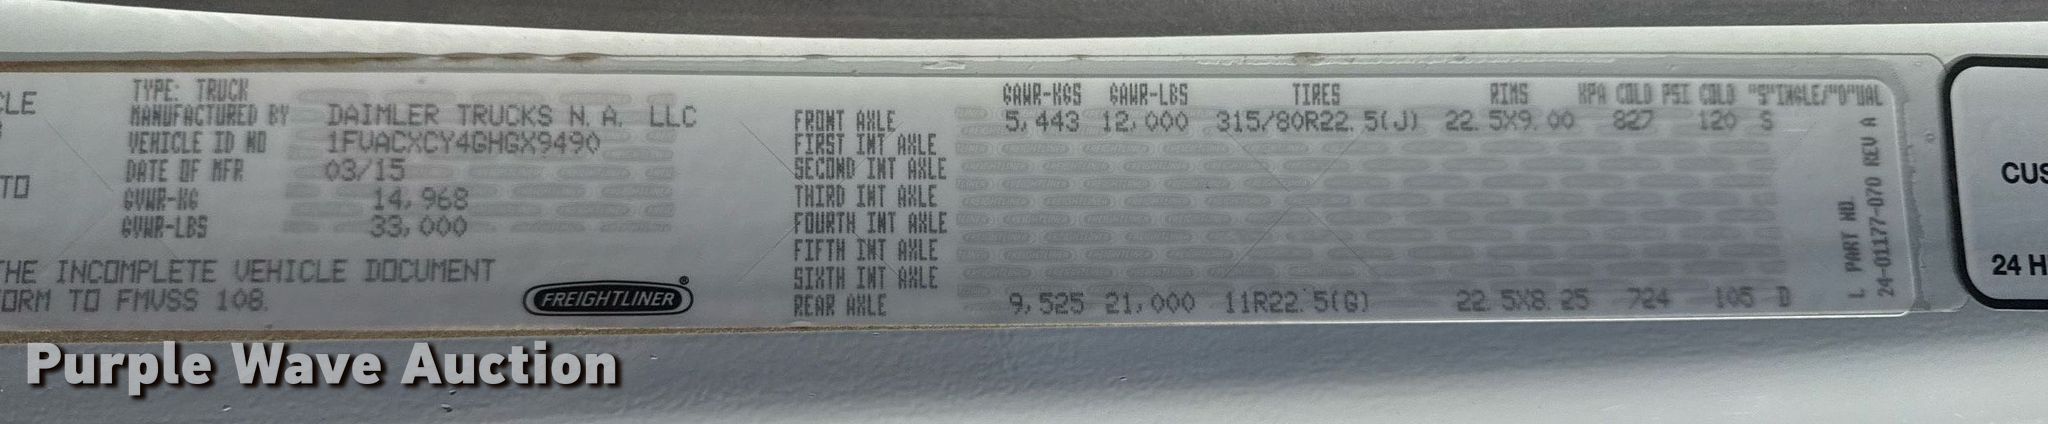 CLE
TYPE: TRUCK
MANUFACTURED BY DAIMLER TRUCKS N.A. LLC
VEHICLE ID NO 1FVACXCY4GHGX9490
DATE OF MFR 03/15
TO
GVWR-KG 14,968
GVWR-LBS 33,000
THE INCOMPLETE VEHICLE DOCUMENT
ORM TO FMVSS 108.
FREIGHTLINER®
GAWR-KGS GAWR-LBS TIRES RIMS KPA COLD PSI COLD "S"INGLE/"D"UAL
FRONT AXLE 5,443 12,000 315/80R22.5(J) 22.5X9.00 827 120 S
FIRST INT AXLE
SECOND INT AXLE
THIRD INT AXLE
FOURTH INT AXLE
FIFTH INT AXLE
SIXTH INT AXLE
REAR AXLE 9,525 21,000 11R22.5(G) 22.5X8.25 724 105 D
L PART NO.
24-01177-070 REV A
CUS
24 H
Purple Wave Auction